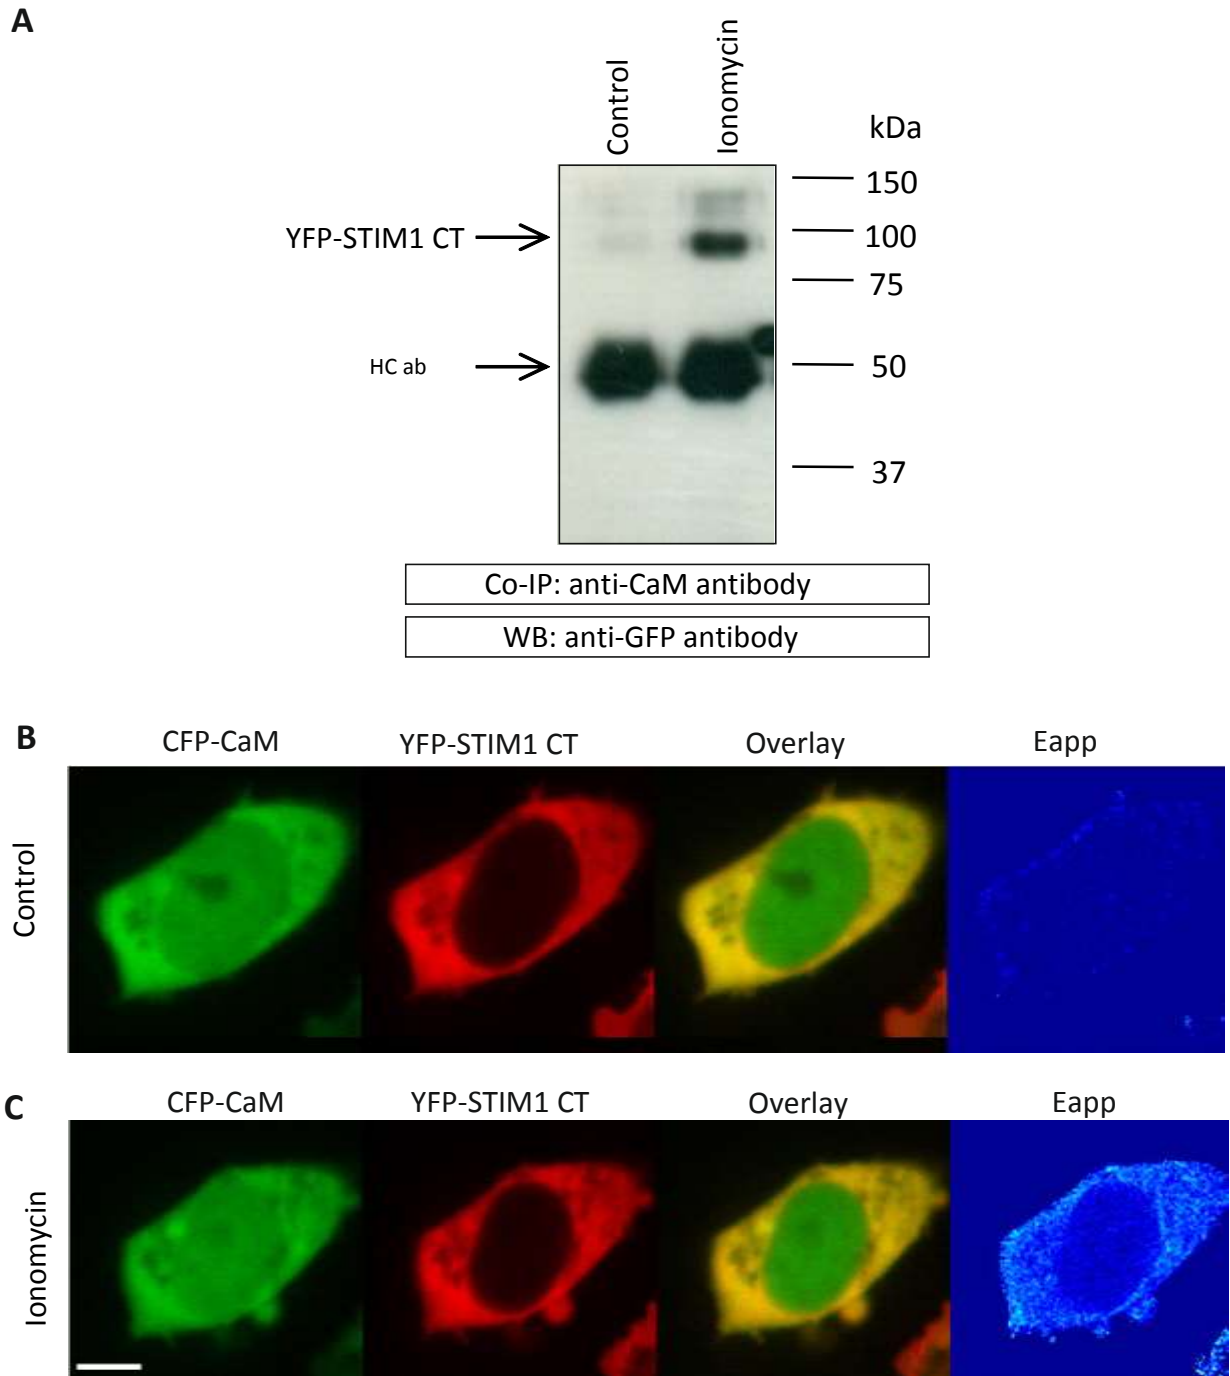 A
Control
Ionomycin
kDa
150
YFP-STIM1 CT
100
75
HC ab
50
37
Co-IP: anti-CaM antibody
WB: anti-GFP antibody
B
CFP-CaM
YFP-STIM1 CT
Overlay
Eapp
Control
C
CFP-CaM
YFP-STIM1 CT
Overlay
Eapp
Ionomycin